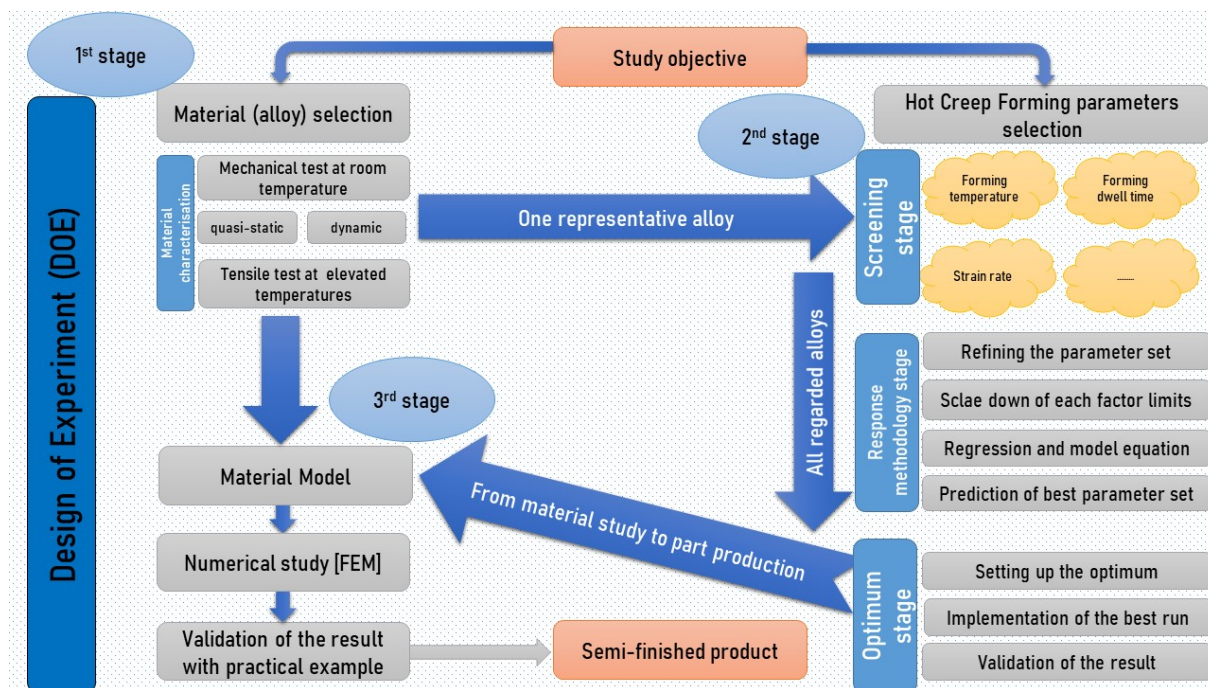 1st stage
Study objective
Material (alloy) selection
Hot Creep Forming parameters
selection
2nd stage
Design of Experiment (DOE)
Material
characterisation
Mechanical test at room
temperature
quasi-static
dynamic
Tensile test at elevated
temperatures
One representative alloy
Screening
stage
Forming
temperature
Forming
dwell time
Strain rate
........
All regarded alloys
Response
methodology stage
Refining the parameter set
Sclae down of each factor limits
Regression and model equation
Prediction of best parameter set
3rd stage
Material Model
From material study to part production
Numerical study [FEM]
Validation of the result
with practical example
Semi-finished product
Optimum
stage
Setting up the optimum
Implementation of the best run
Validation of the result